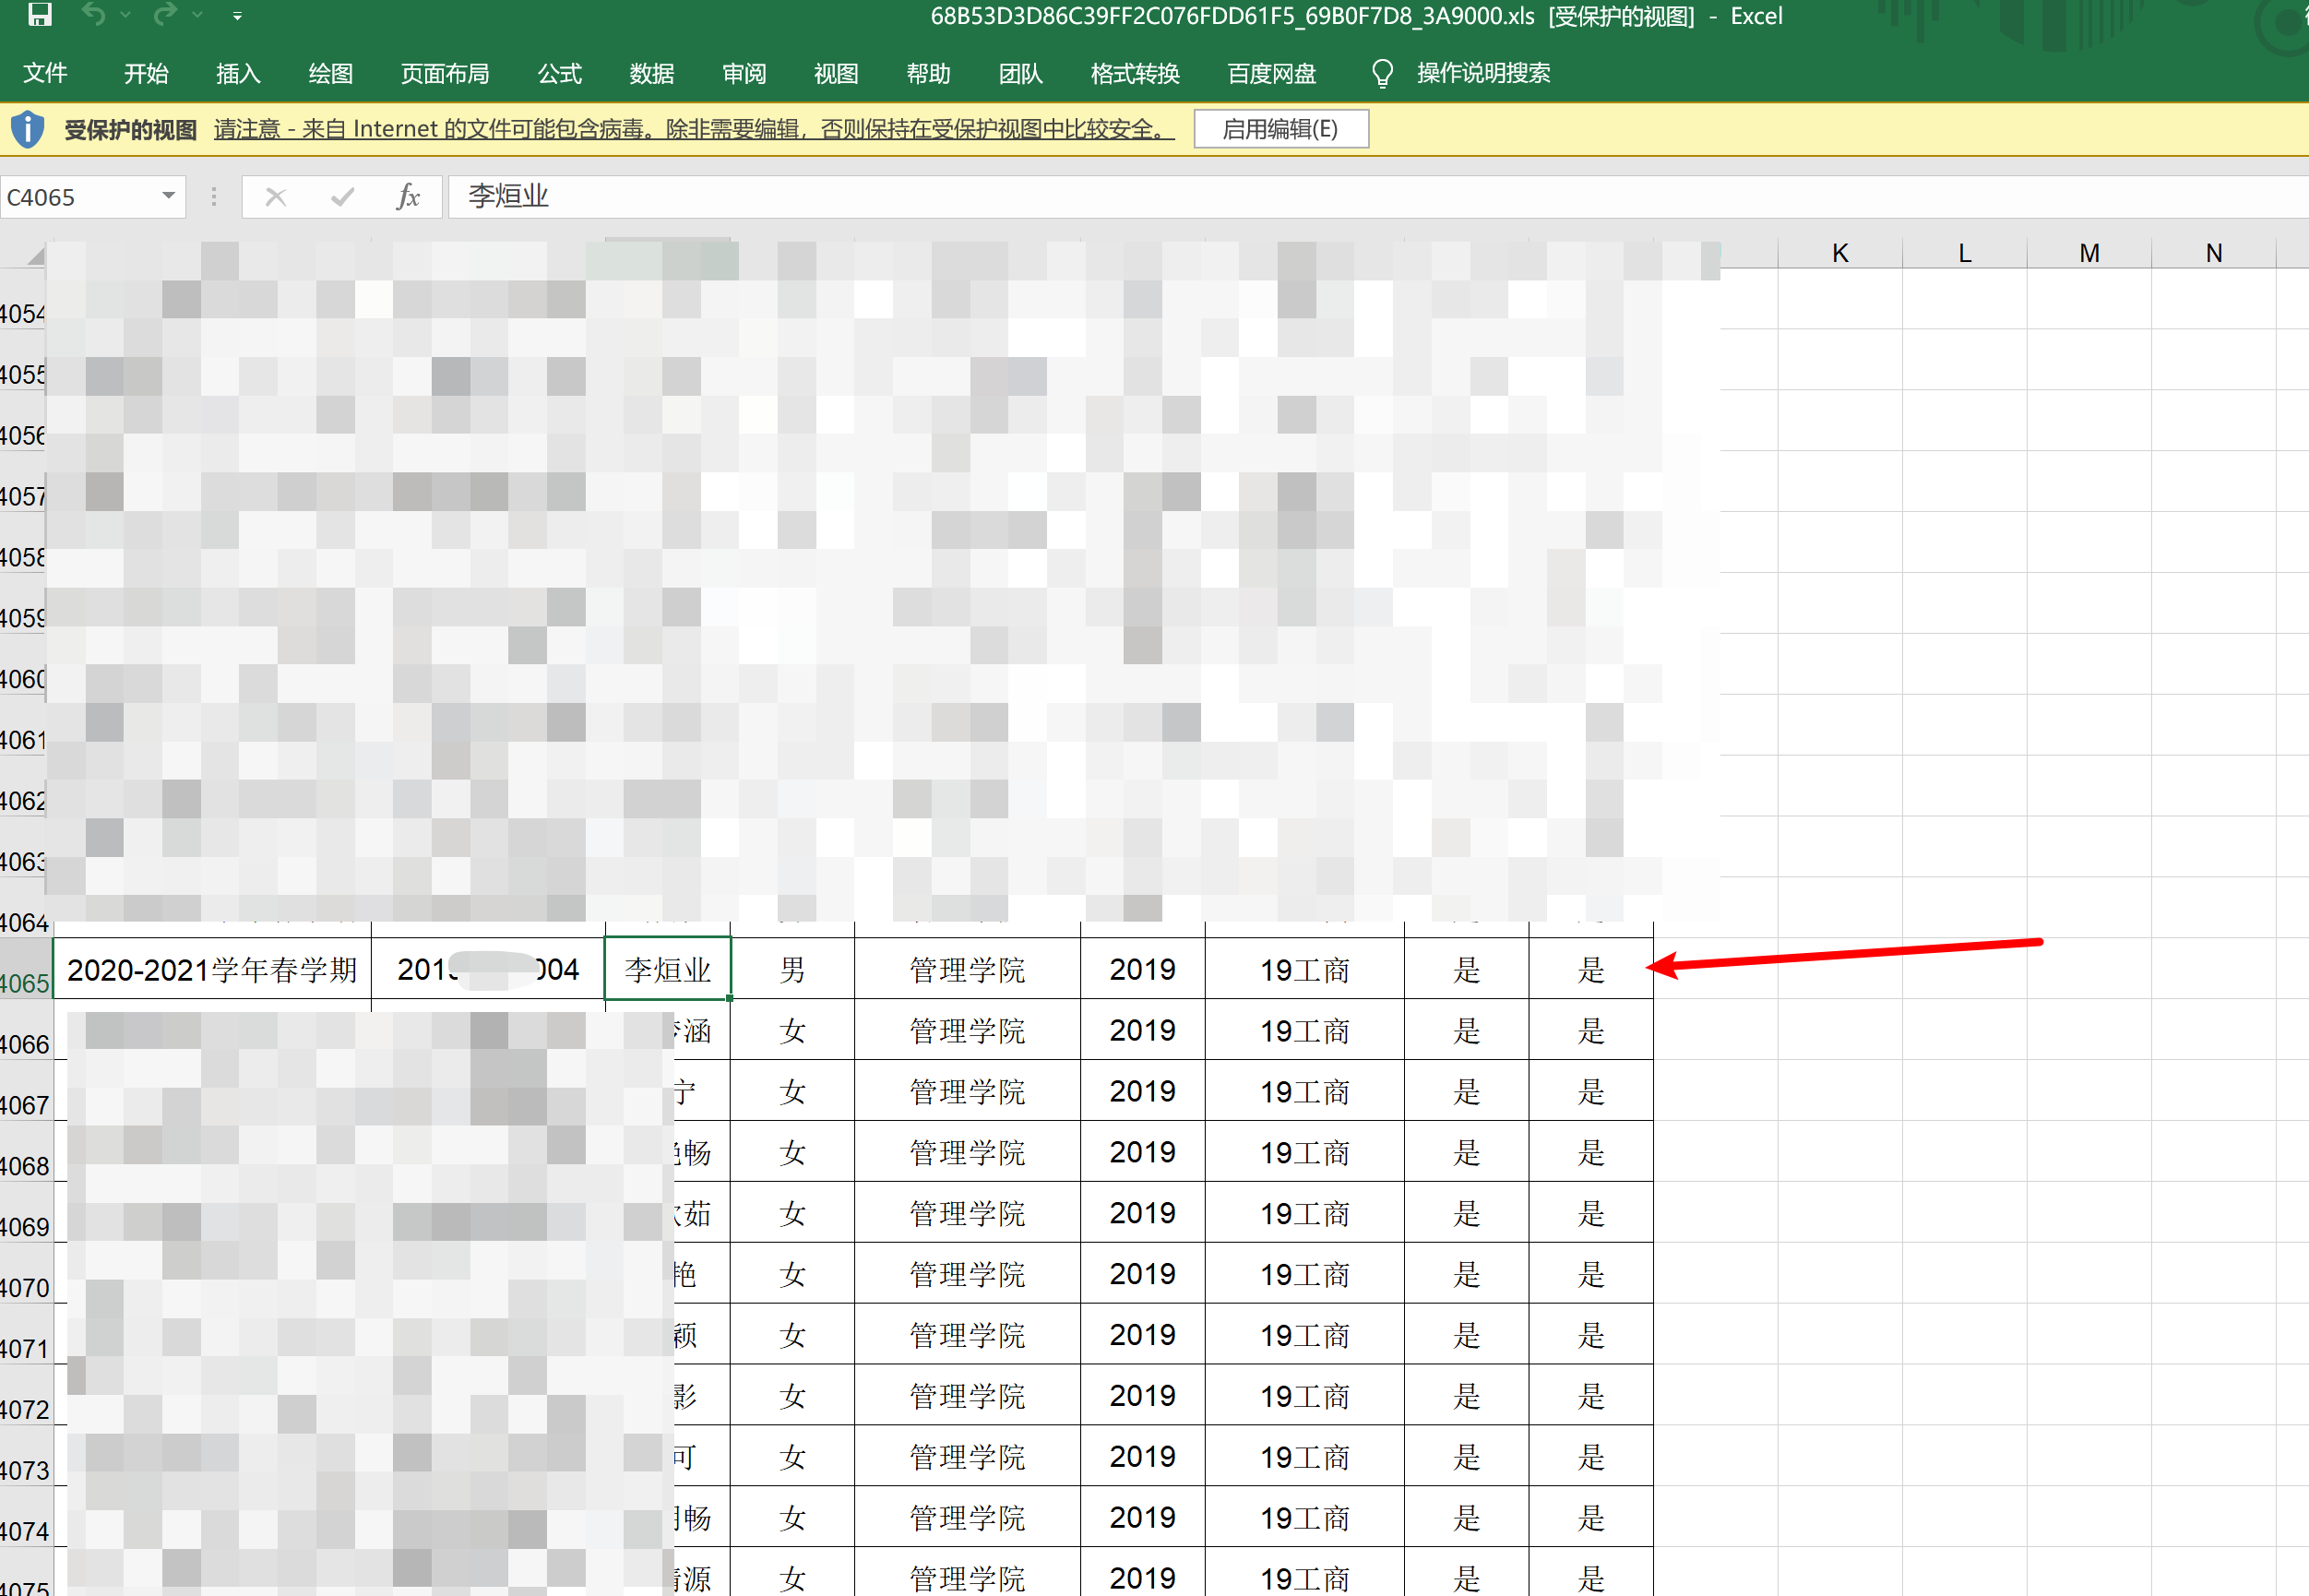 68B53D3D86C39FF2C076FDD61F5_69B0F7D8_3A9000.xls [受保护的视图] - Excel
文件 开始 插入 绘图 页面布局 公式 数据 审阅 视图 帮助 团队 格式转换 百度网盘 操作说明搜索
受保护的视图 请注意 - 来自 Internet 的文件可能包含病毒。除非需要编辑，否则保持在受保护视图中比较安全。 启用编辑(E)
C4065 fx 李烜业
K L M N
4054
4055
4056
4057
4058
4059
4060
4061
4062
4063
4064
4065 2020-2021学年春学期 201 004 李烜业 男 管理学院 2019 19工商 是 是
4066 涵 女 管理学院 2019 19工商 是 是
4067 宁 女 管理学院 2019 19工商 是 是
4068 畅 女 管理学院 2019 19工商 是 是
4069 茹 女 管理学院 2019 19工商 是 是
4070 艳 女 管理学院 2019 19工商 是 是
4071 颖 女 管理学院 2019 19工商 是 是
4072 影 女 管理学院 2019 19工商 是 是
4073 可 女 管理学院 2019 19工商 是 是
4074 畅 女 管理学院 2019 19工商 是 是
4075 源 女 管理学院 2019 19工商 是 是